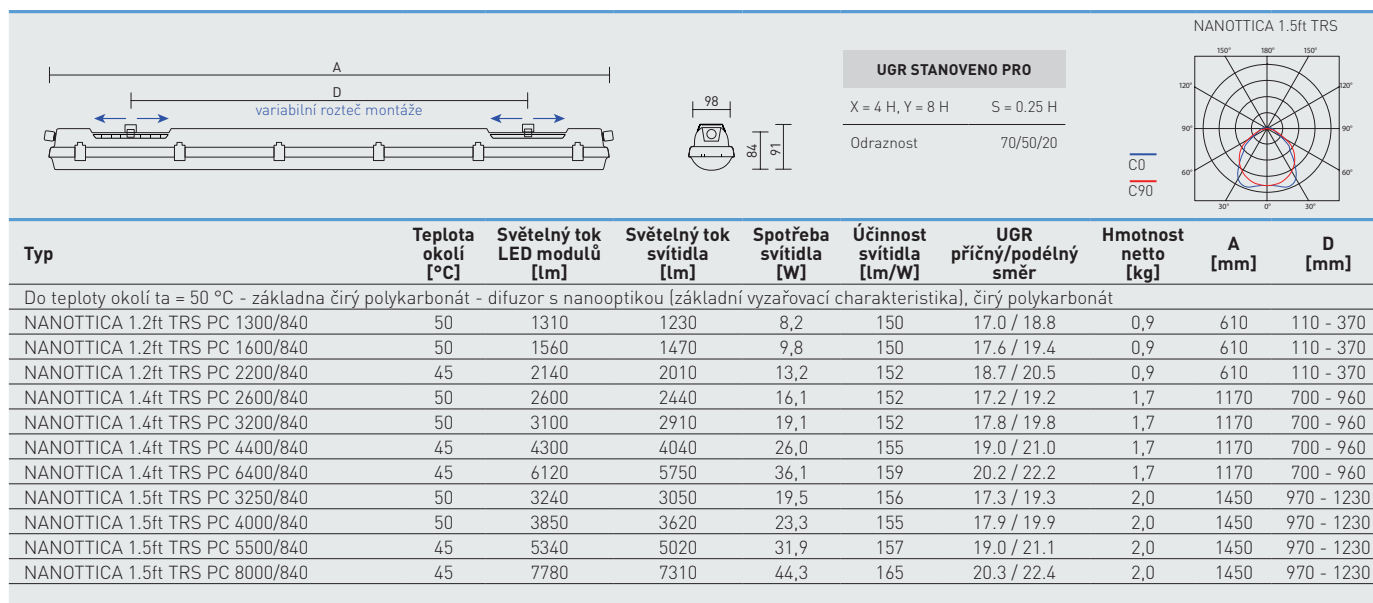 NANOTTICA 1.5ft TRS
A
D
variabilní rozteč montáže
98
84
91
UGR STANOVENO PRO
X = 4 H, Y = 8 H S = 0.25 H
Odraznost 70/50/20
C0
C90
150° 180° 150°
120° 120°
90° 90°
60° 60°
30° 0° 30°
Typ Teplota okolí [°C] Světelný tok LED modulů [lm] Světelný tok svítidla [lm] Spotřeba svítidla [W] Účinnost svítidla [lm/W] UGR příčný/podélný směr Hmotnost netto [kg] A [mm] D [mm]
Do teploty okolí ta = 50 °C - základna čirý polykarbonát - difuzor s nanooptikou (základní vyzařovací charakteristika), čirý polykarbonát
NANOTTICA 1.2ft TRS PC 1300/840 50 1310 1230 8,2 150 17.0 / 18.8 0,9 610 110 - 370
NANOTTICA 1.2ft TRS PC 1600/840 50 1560 1470 9,8 150 17.6 / 19.4 0,9 610 110 - 370
NANOTTICA 1.2ft TRS PC 2200/840 45 2140 2010 13,2 152 18.7 / 20.5 0,9 610 110 - 370
NANOTTICA 1.4ft TRS PC 2600/840 50 2600 2440 16,1 152 17.2 / 19.2 1,7 1170 700 - 960
NANOTTICA 1.4ft TRS PC 3200/840 50 3100 2910 19,1 152 17.8 / 19.8 1,7 1170 700 - 960
NANOTTICA 1.4ft TRS PC 4400/840 45 4300 4040 26,0 155 19.0 / 21.0 1,7 1170 700 - 960
NANOTTICA 1.4ft TRS PC 6400/840 45 6120 5750 36,1 159 20.2 / 22.2 1,7 1170 700 - 960
NANOTTICA 1.5ft TRS PC 3250/840 50 3240 3050 19,5 156 17.3 / 19.3 2,0 1450 970 - 1230
NANOTTICA 1.5ft TRS PC 4000/840 50 3850 3620 23,3 155 17.9 / 19.9 2,0 1450 970 - 1230
NANOTTICA 1.5ft TRS PC 5500/840 45 5340 5020 31,9 157 19.0 / 21.1 2,0 1450 970 - 1230
NANOTTICA 1.5ft TRS PC 8000/840 45 7780 7310 44,3 165 20.3 / 22.4 2,0 1450 970 - 1230